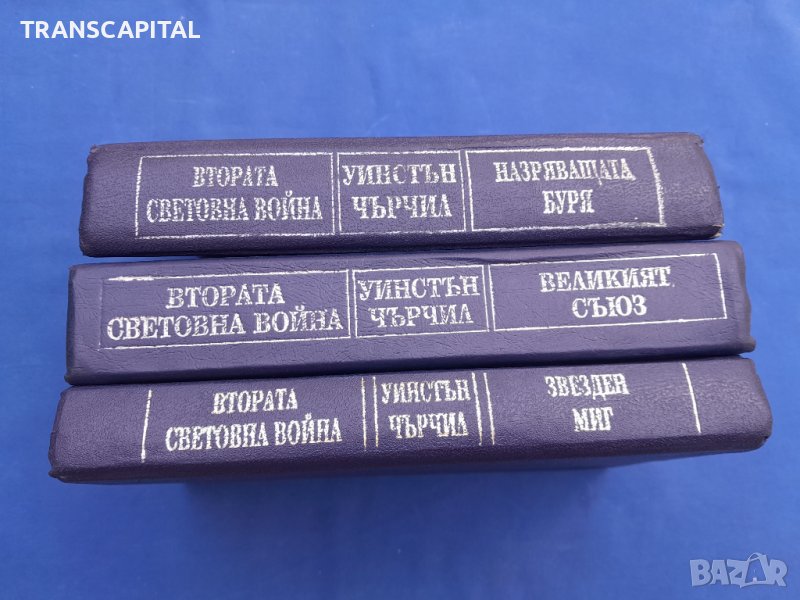 TRANSCAPITAL
ВТОРАТА
СВЕТОВНА ВОЙНА
УИНСТЪН
ЧЪРЧИЛ
НАЗРЯВАЩАТА
БУРЯ
ВТОРАТА
СВЕТОВНА ВОЙНА
УИНСТЪН
ЧЪРЧИЛ
ВЕЛИКИЯТ
СЪЮЗ
ВТОРАТА
СВЕТОВНА ВОЙНА
УИНСТЪН
ЧЪРЧИЛ
ЗВЕЗДЕН
МИГ
BAZAR